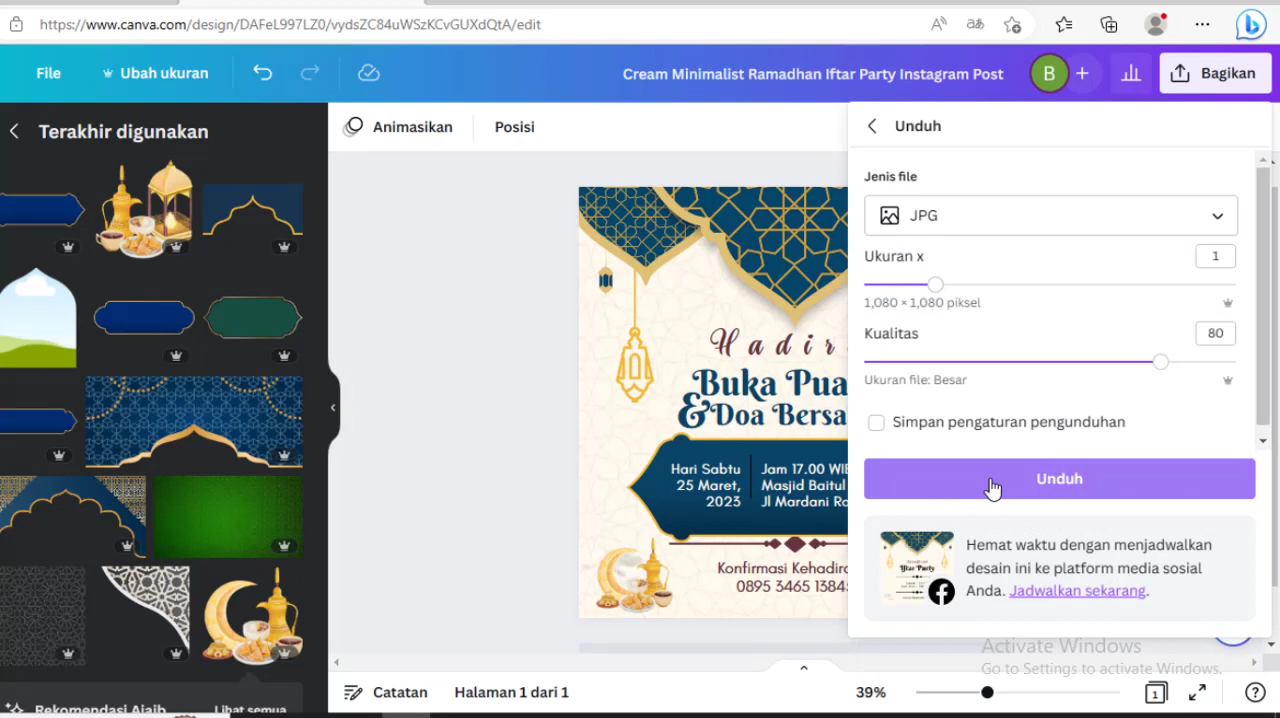 https://www.canva.com/design/DAFeL997LZ0/vydsZC84uWSzKCvGUXdQtA/edit
File
Ubah ukuran
Cream Minimalist Ramadhan Iftar Party Instagram Post
B
Bagikan
Terakhir digunakan
Animasikan
Posisi
Unduh
Jenis file
JPG
Ukuran x
1
1,080 × 1,080 piksel
Kualitas
80
Ukuran file: Besar
Simpan pengaturan pengunduhan
Unduh
Hemat waktu dengan menjadwalkan
desain ini ke platform media sosial
Anda. Jadwalkan sekarang.
Iftar Party
Hadir
Buka Pua
& Doa Bersa
Hari Sabtu
25 Maret,
2023
Jam 17.00 WIB
Masjid Baitul
Jl Mardani Ra
Konfirmasi Kehadira
0895 3465 1384
Activate Windows
Go to Settings to activate Windows.
Rekomendasi Ajaib
Lihat semua
Catatan
Halaman 1 dari 1
39%
1